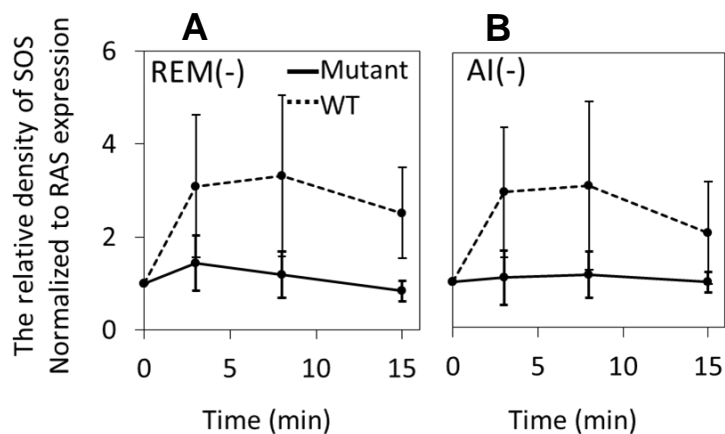 A
B
The relative density of SOS
Normalized to RAS expression
6
4
2
0
REM(-)
Mutant
WT
AI(-)
0 5 10 15
0 5 10 15
Time (min)
Time (min)